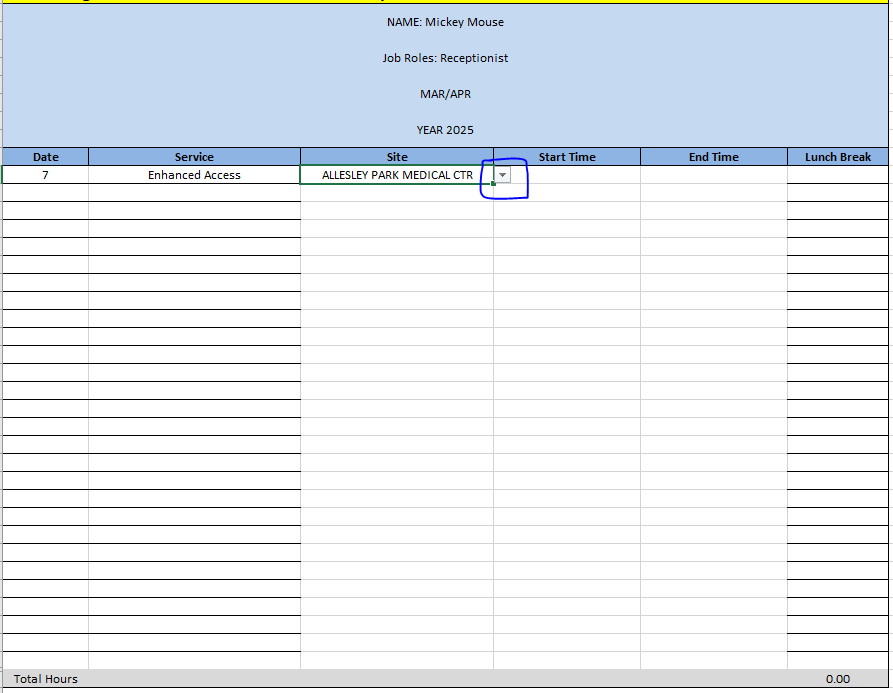 NAME: Mickey Mouse
Job Roles: Receptionist
MAR/APR
YEAR 2025
Date Service Site Start Time End Time Lunch Break
7 Enhanced Access ALLESLEY PARK MEDICAL CTR
Total Hours 0.00